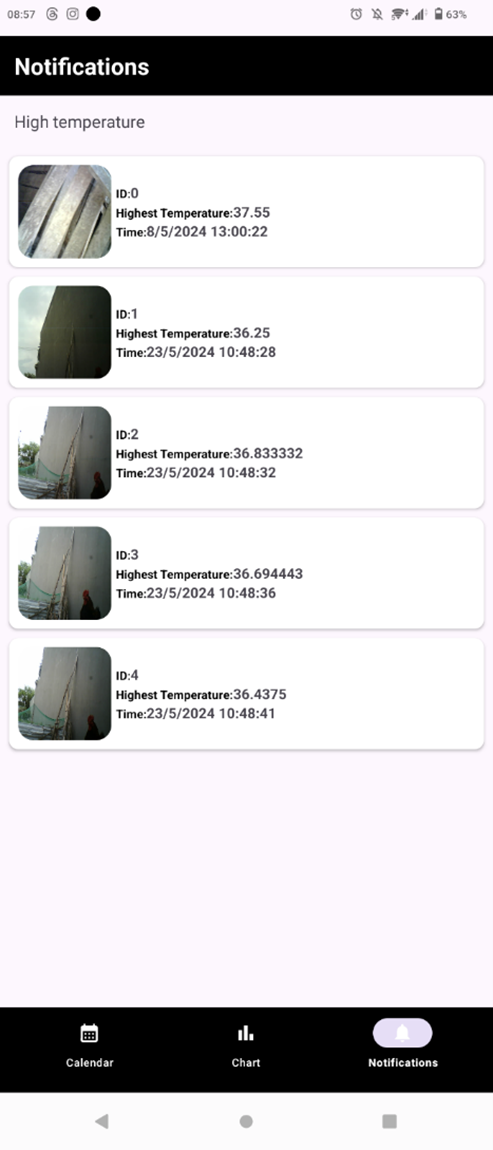 08:57
63%
Notifications
High temperature
ID:0
Highest Temperature:37.55
Time:8/5/2024 13:00:22
ID:1
Highest Temperature:36.25
Time:23/5/2024 10:48:28
ID:2
Highest Temperature:36.833332
Time:23/5/2024 10:48:32
ID:3
Highest Temperature:36.694443
Time:23/5/2024 10:48:36
ID:4
Highest Temperature:36.4375
Time:23/5/2024 10:48:41
Calendar
Chart
Notifications